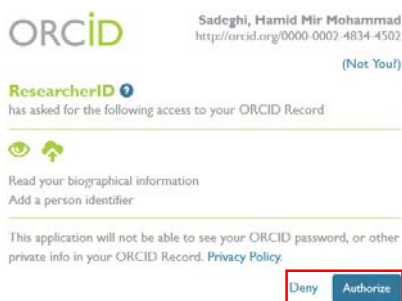 ORCID
Sadeghi, Hamid Mir Mohammad
http://orcid.org/0000-0002-4834-4502
(Not You?)
ResearcherID ?
has asked for the following access to your ORCID Record
Read your biographical information
Add a person identifier
This application will not be able to see your ORCID password, or other
private info in your ORCID Record. Privacy Policy.
Deny Authorize